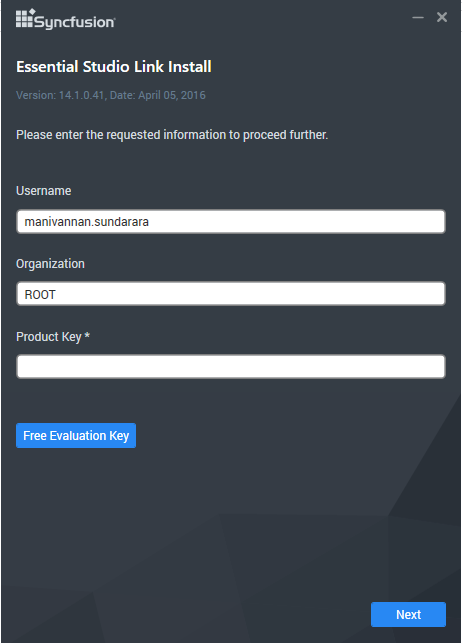 Syncfusion
Essential Studio Link Install
Version: 14.1.0.41, Date: April 05, 2016
Please enter the requested information to proceed further.
Username
manivannan.sundarara
Organization
ROOT
Product Key *
Free Evaluation Key
Next